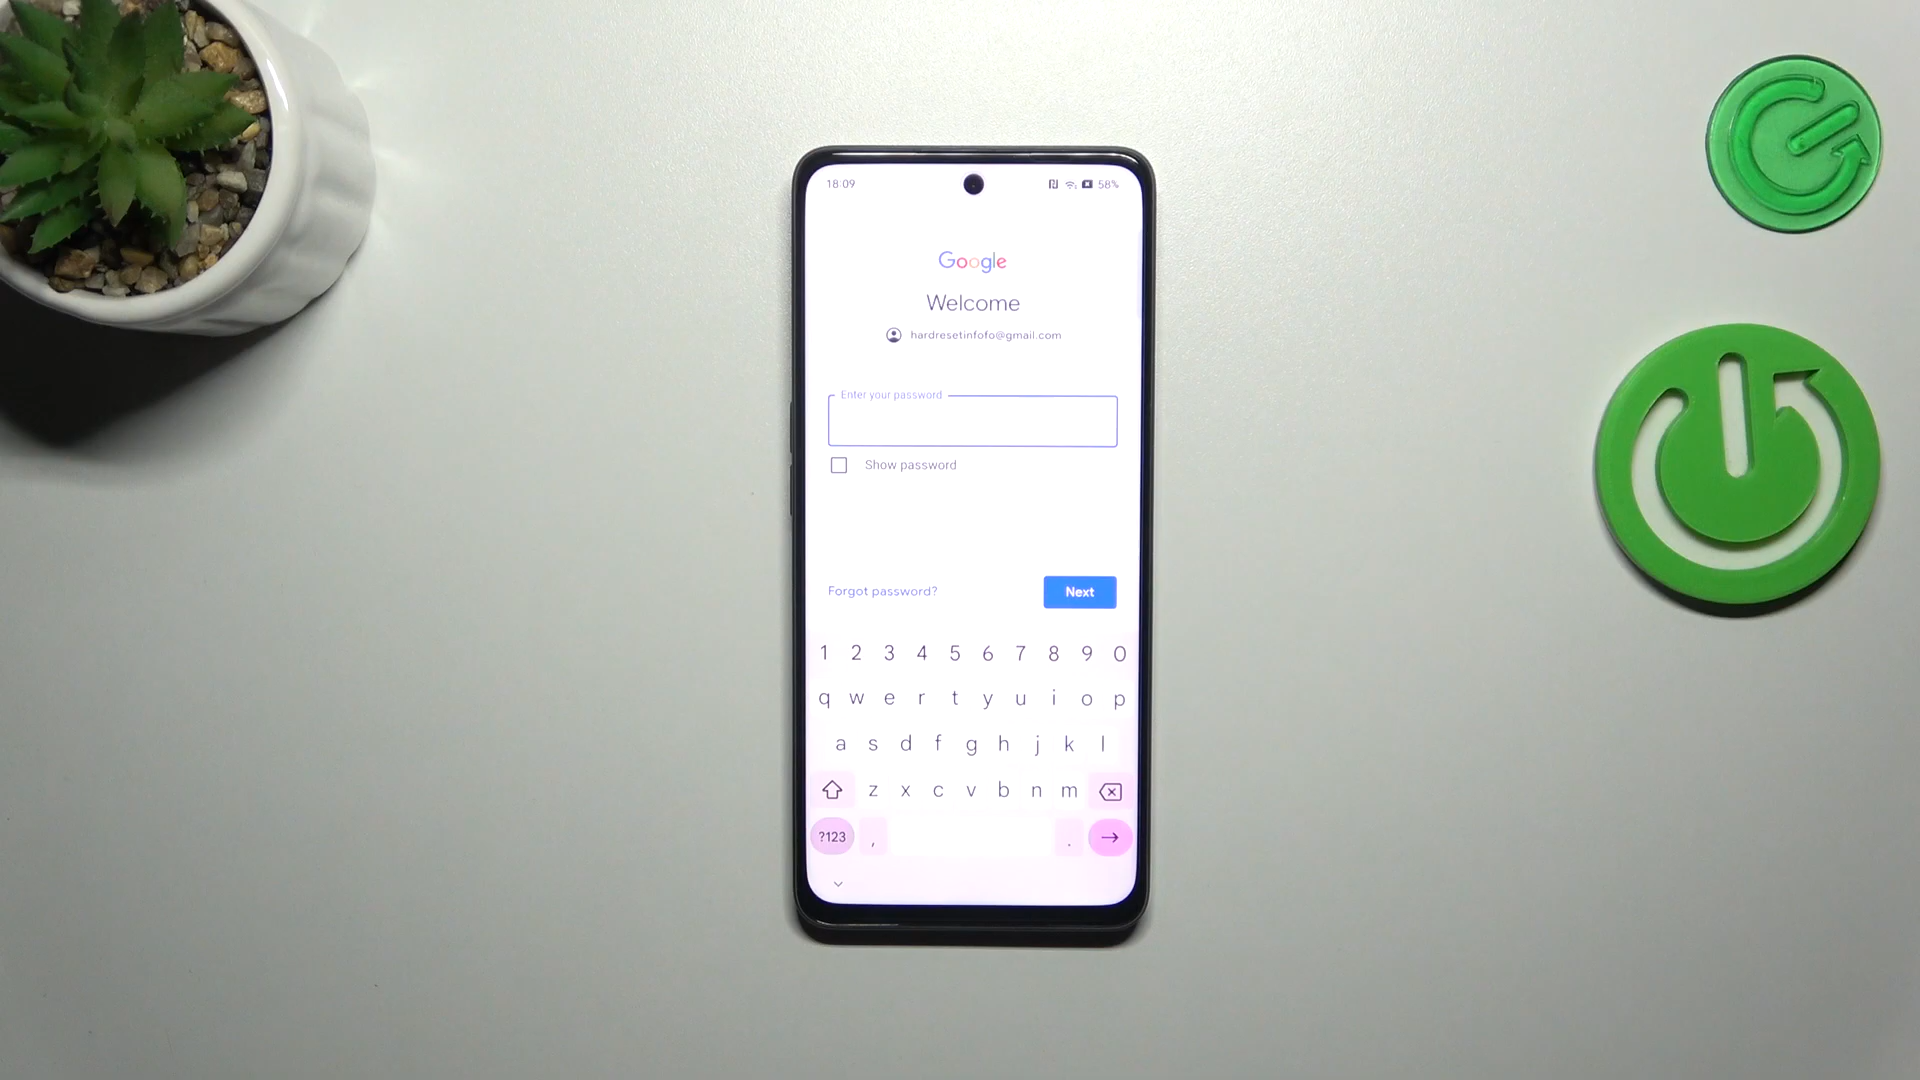 18:09 58%
Google
Welcome
hardresetinfofo@gmail.com
Enter your password
Show password
Forgot password? Next
1 2 3 4 5 6 7 8 9 0
q w e r t y u i o p
a s d f g h j k l
z x c v b n m
?123 , .